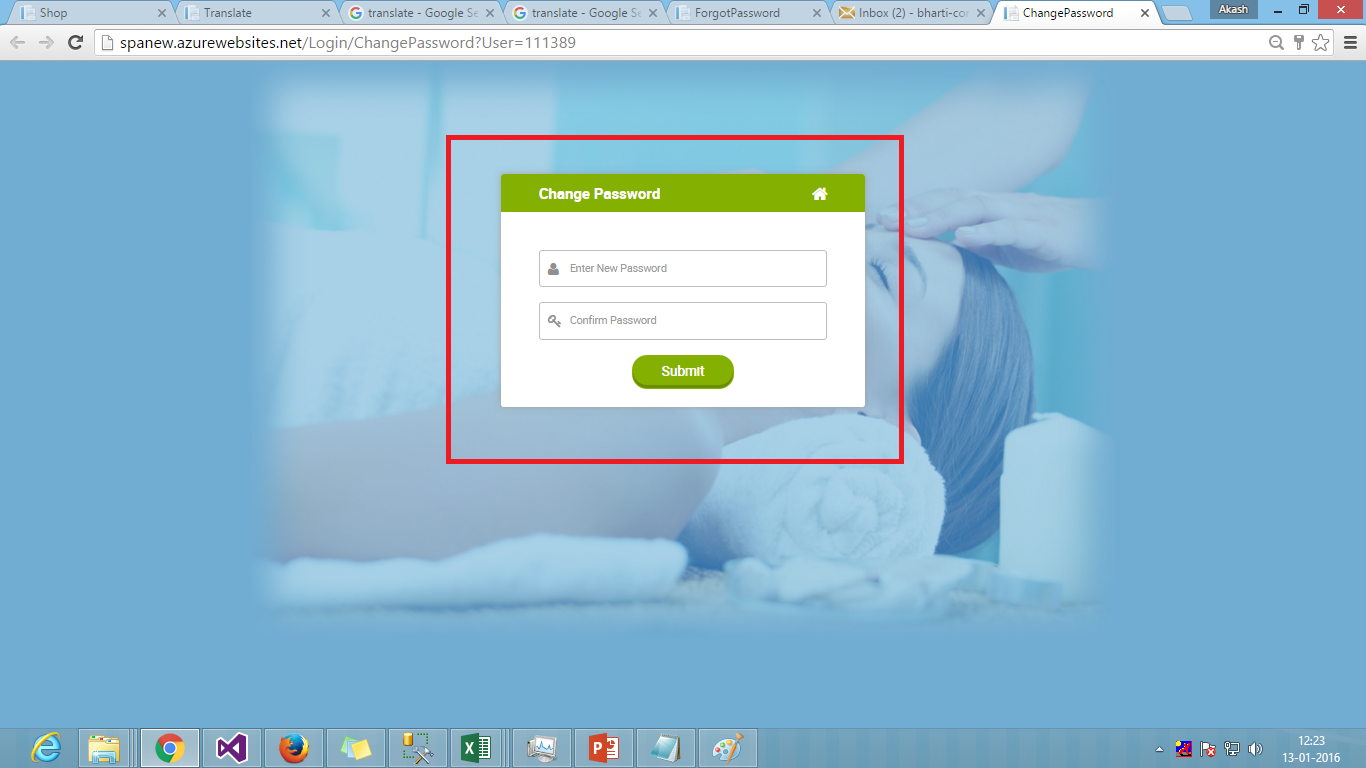 Shop
Translate
translate - Google Se
translate - Google Se
ForgotPassword
Inbox (2) - bharti-cor
ChangePassword
Akash
spanew.azurewebsites.net/Login/ChangePassword?User=111389
Change Password
Enter New Password
Confirm Password
Submit
12:23
13-01-2016